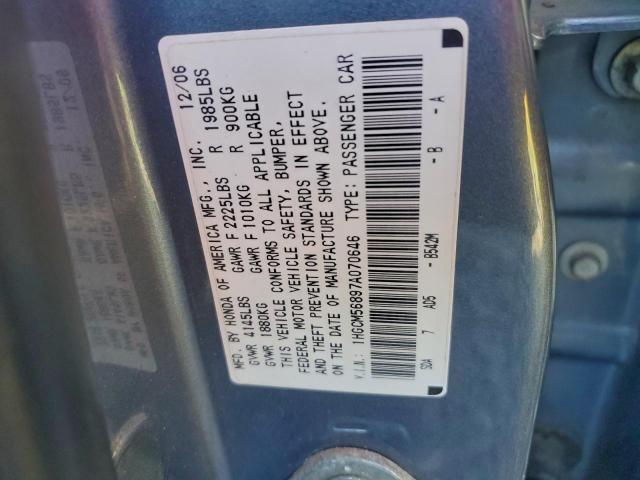 MFD. BY HONDA OF AMERICA MFG., INC. 12/06
GVWR 4145LBS GAWR F 2225LBS R 1985LBS
GVWR 1880KG GAWR F 1010KG R 900KG
THIS VEHICLE CONFORMS TO ALL APPLICABLE
FEDERAL MOTOR VEHICLE SAFETY, BUMPER,
AND THEFT PREVENTION STANDARDS IN EFFECT
ON THE DATE OF MANUFACTURE SHOWN ABOVE.
V.I.N.: 1HGCM56897A070646 TYPE: PASSENGER CAR
SDA 7 AD5 - B542M - B - A